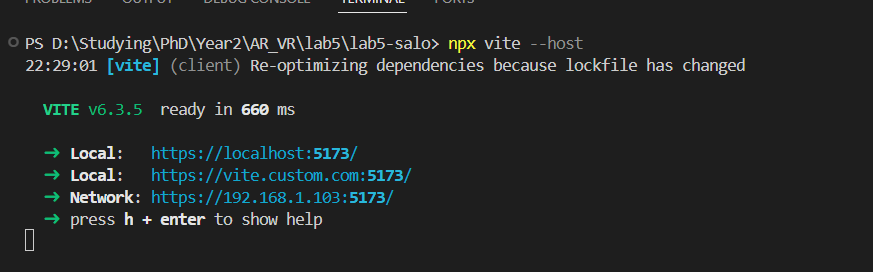 PROBLEMS OUTPUT DEBUG CONSOLE TERMINAL PORTS
PS D:\Studying\PhD\Year2\AR_VR\lab5\lab5-salo> npx vite --host
22:29:01 [vite] (client) Re-optimizing dependencies because lockfile has changed
VITE v6.3.5 ready in 660 ms
➜ Local: https://localhost:5173/
➜ Local: https://vite.custom.com:5173/
➜ Network: https://192.168.1.103:5173/
➜ press h + enter to show help